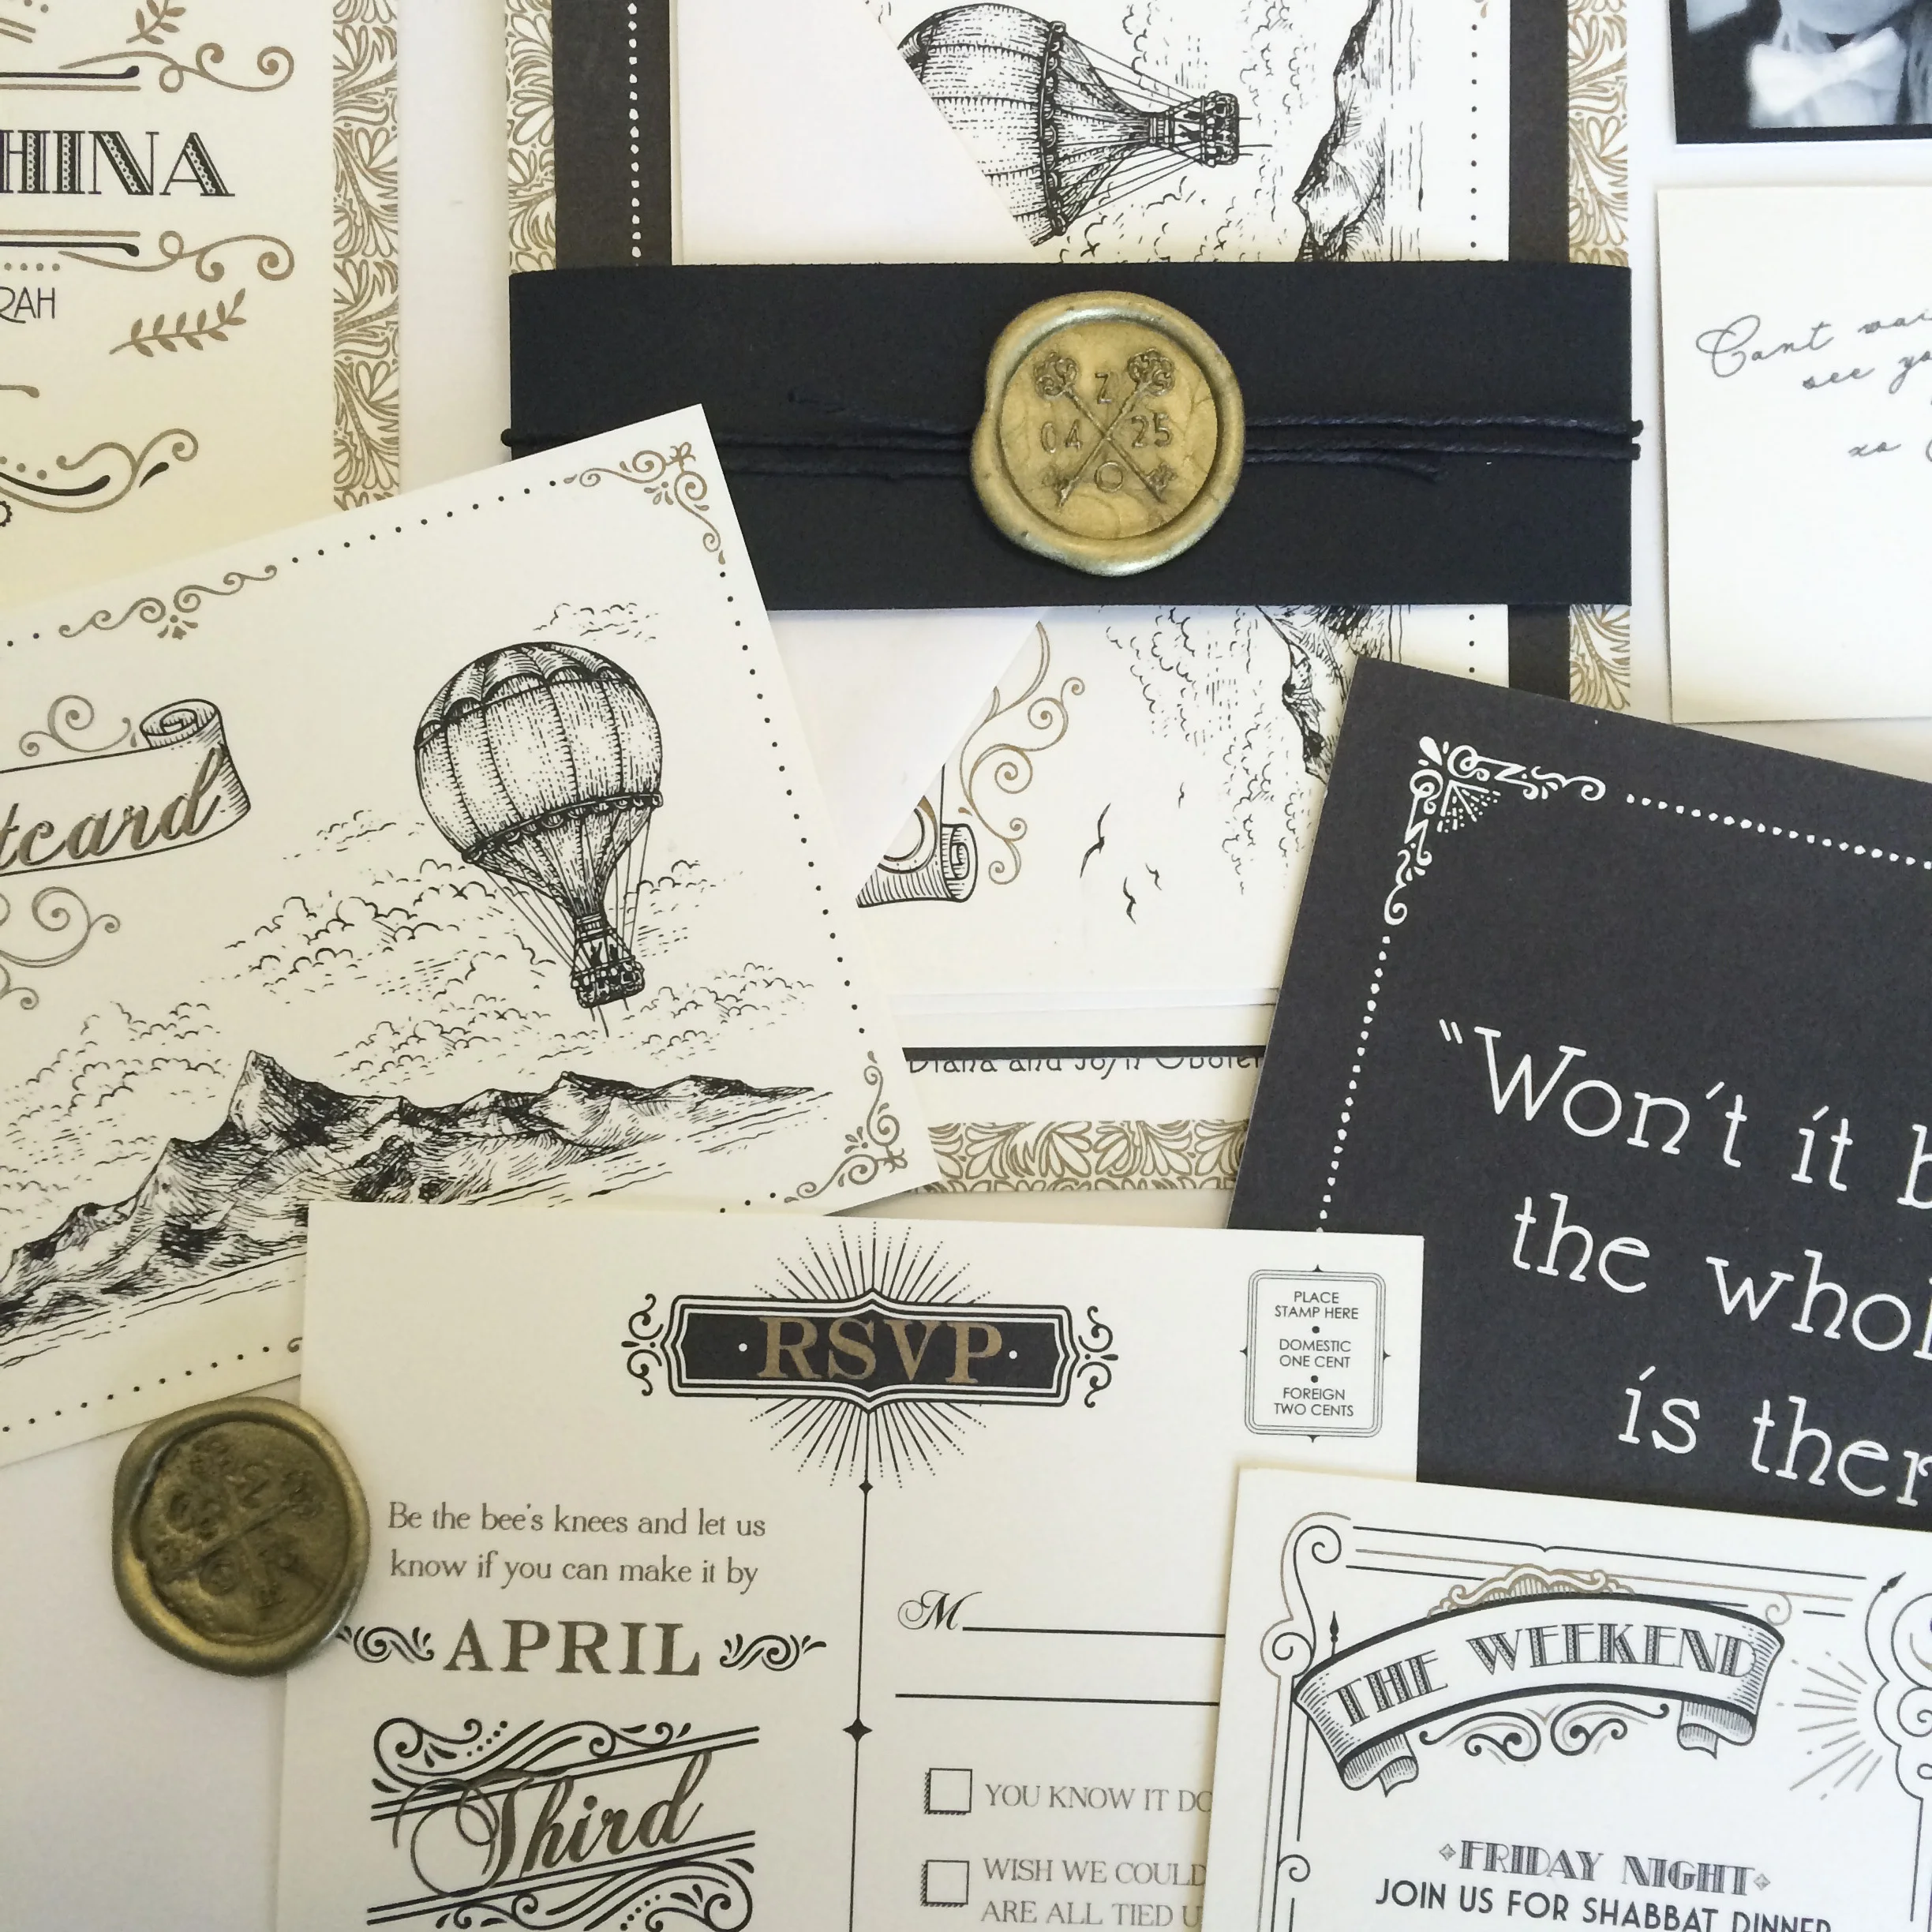 HINA
RAH
Z
04 25
O
Can't
see
xo
tcard
Diana and
"Won't it
the whol
is ther
RSVP
PLACE
STAMP HERE
DOMESTIC
ONE CENT
FOREIGN
TWO CENTS
Be the bee's knees and let us
know if you can make it by
APRIL
Third
M
YOU KNOW IT DO
WISH WE COULD
ARE ALL TIED U
THE WEEKEND
FRIDAY NIGHT
JOIN US FOR SHABBAT DINNER